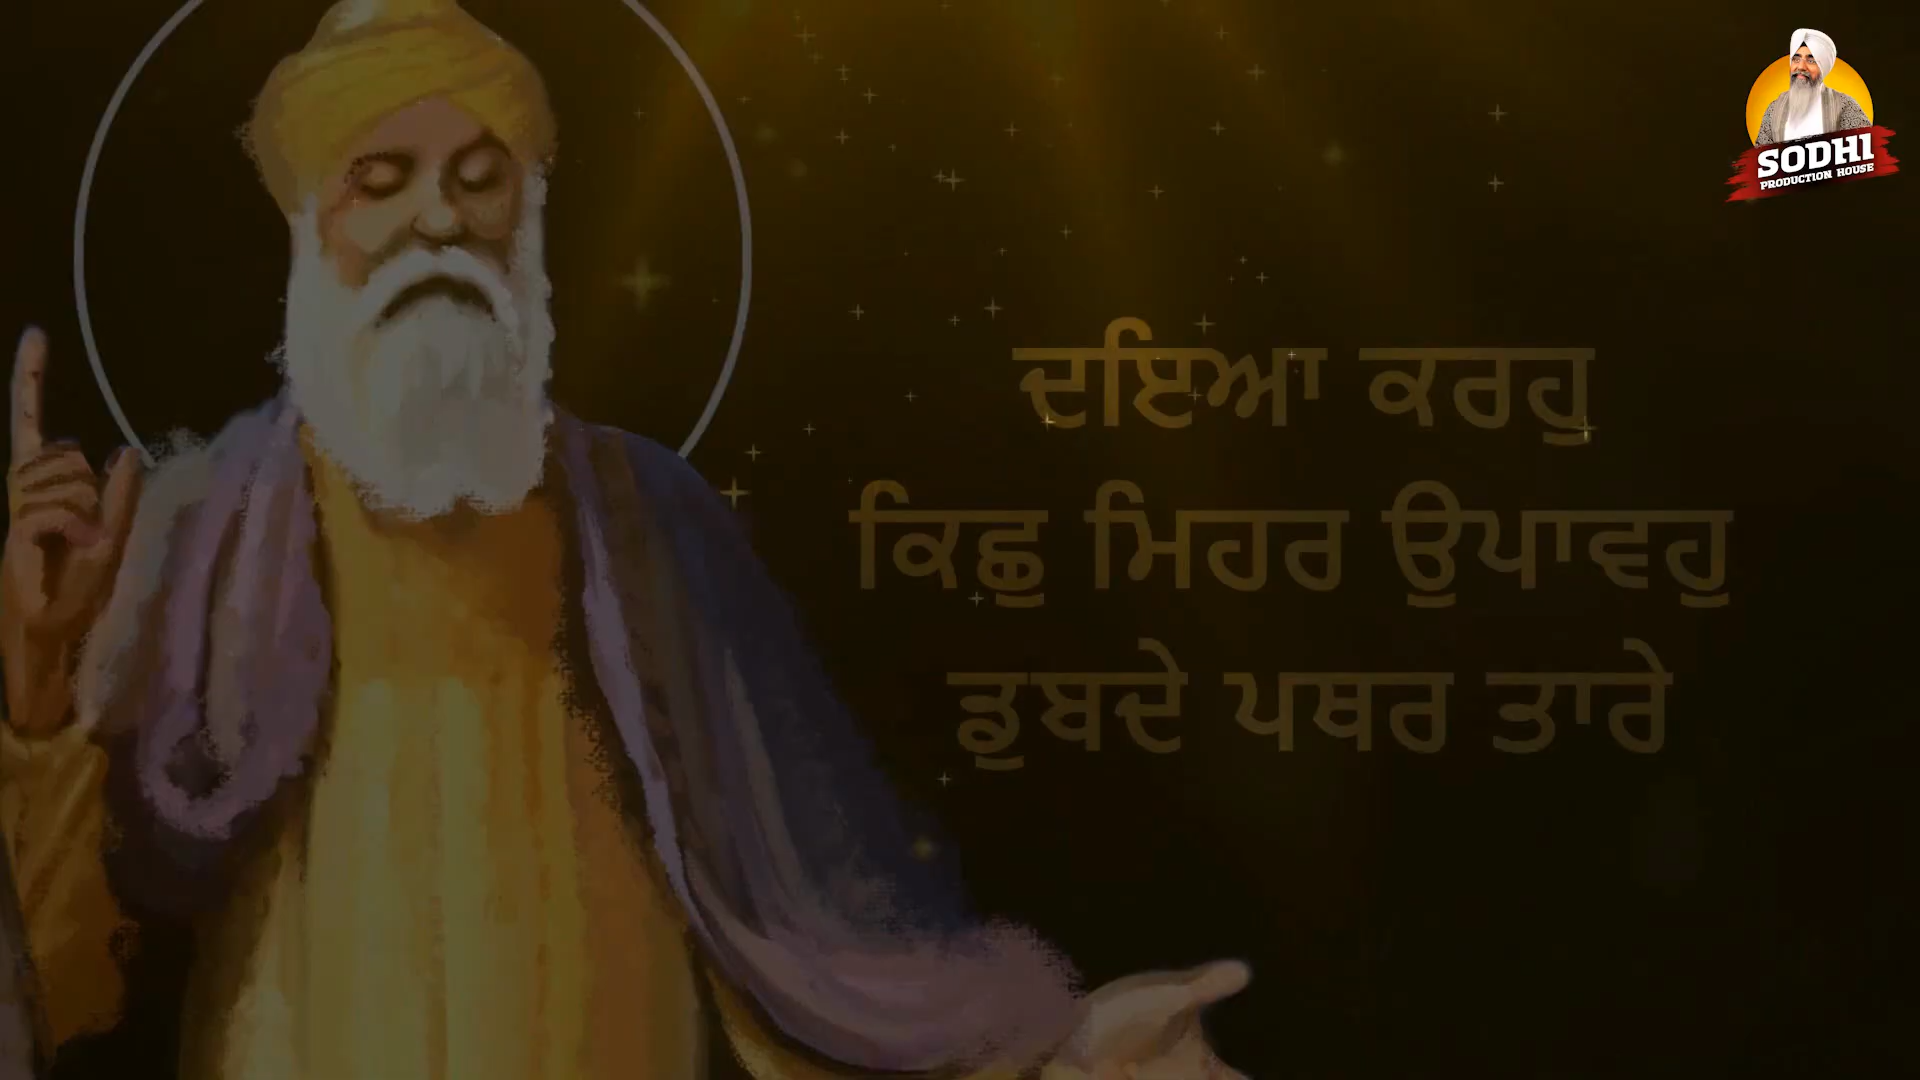 SODHI
PRODUCTION HOUSE
ਦਇਆ ਕਰਹੁ
ਕਿਛੁ ਮਿਹਰ ਉਪਾਵਹੁ
ਡੁਬਦੇ ਪਥਰ ਤਾਰੇ